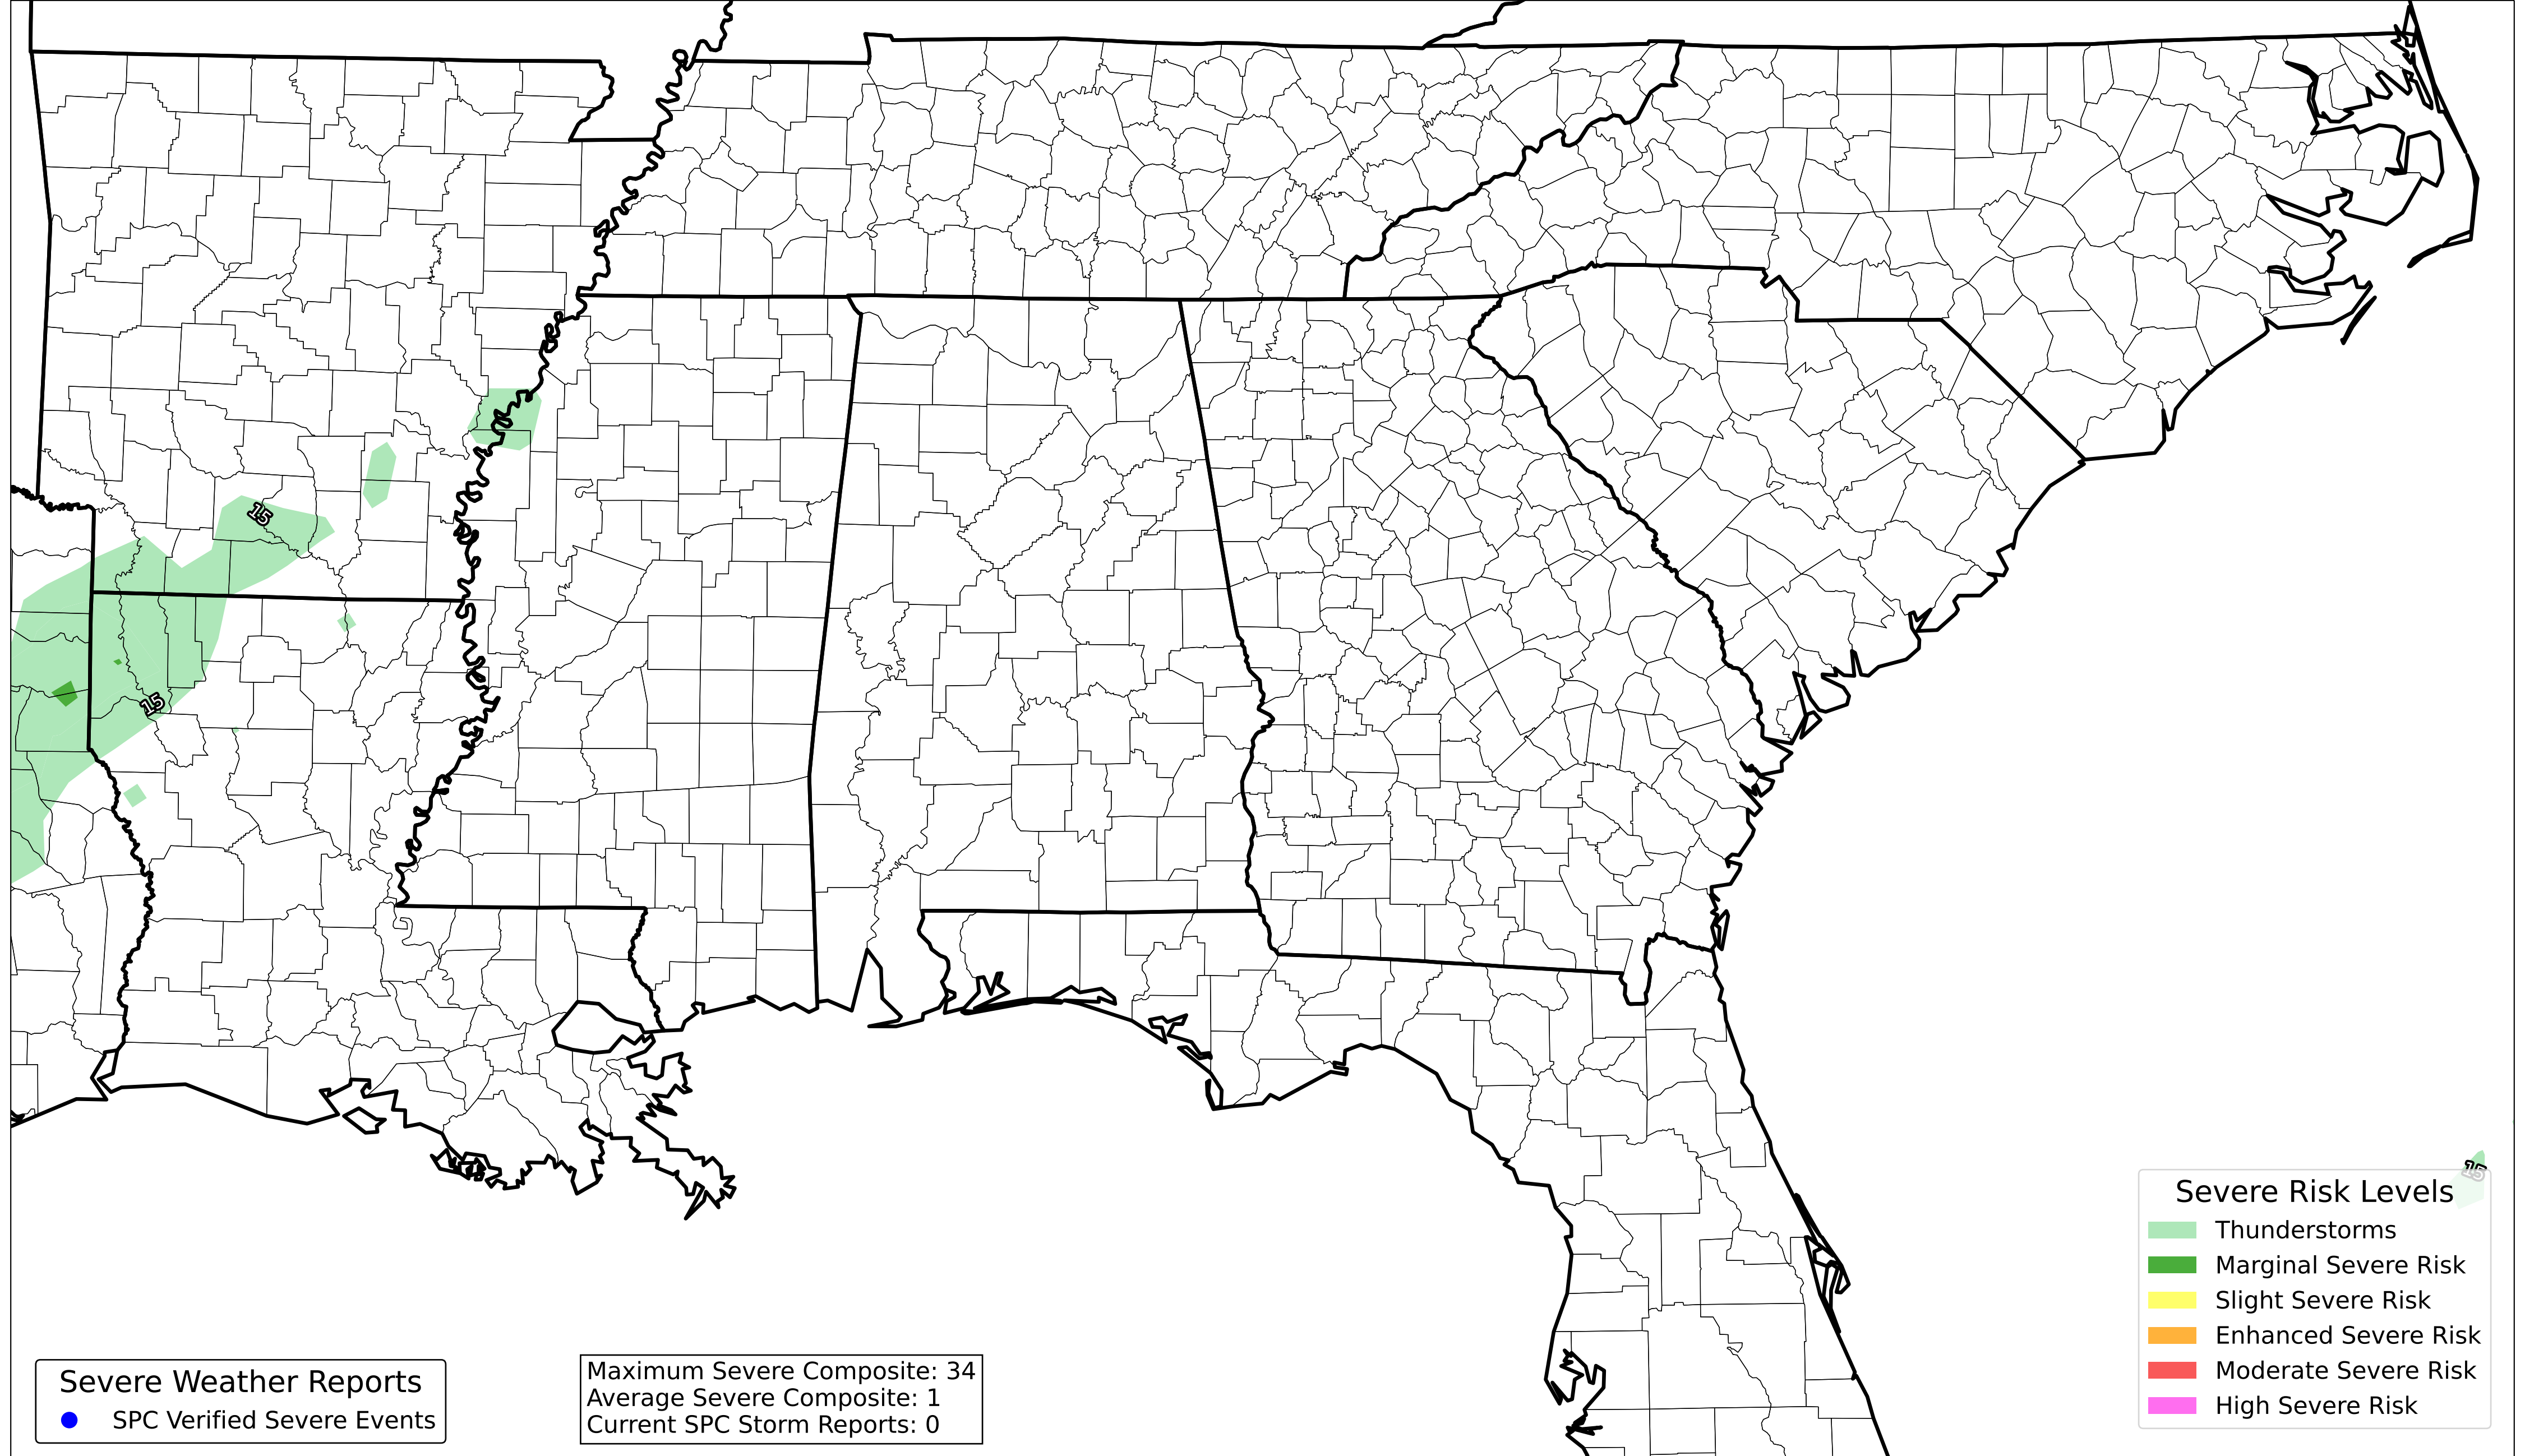 15
15
15
Severe Risk Levels
Thunderstorms
Marginal Severe Risk
Slight Severe Risk
Enhanced Severe Risk
Moderate Severe Risk
High Severe Risk
Severe Weather Reports
SPC Verified Severe Events
Maximum Severe Composite: 34
Average Severe Composite: 1
Current SPC Storm Reports: 0